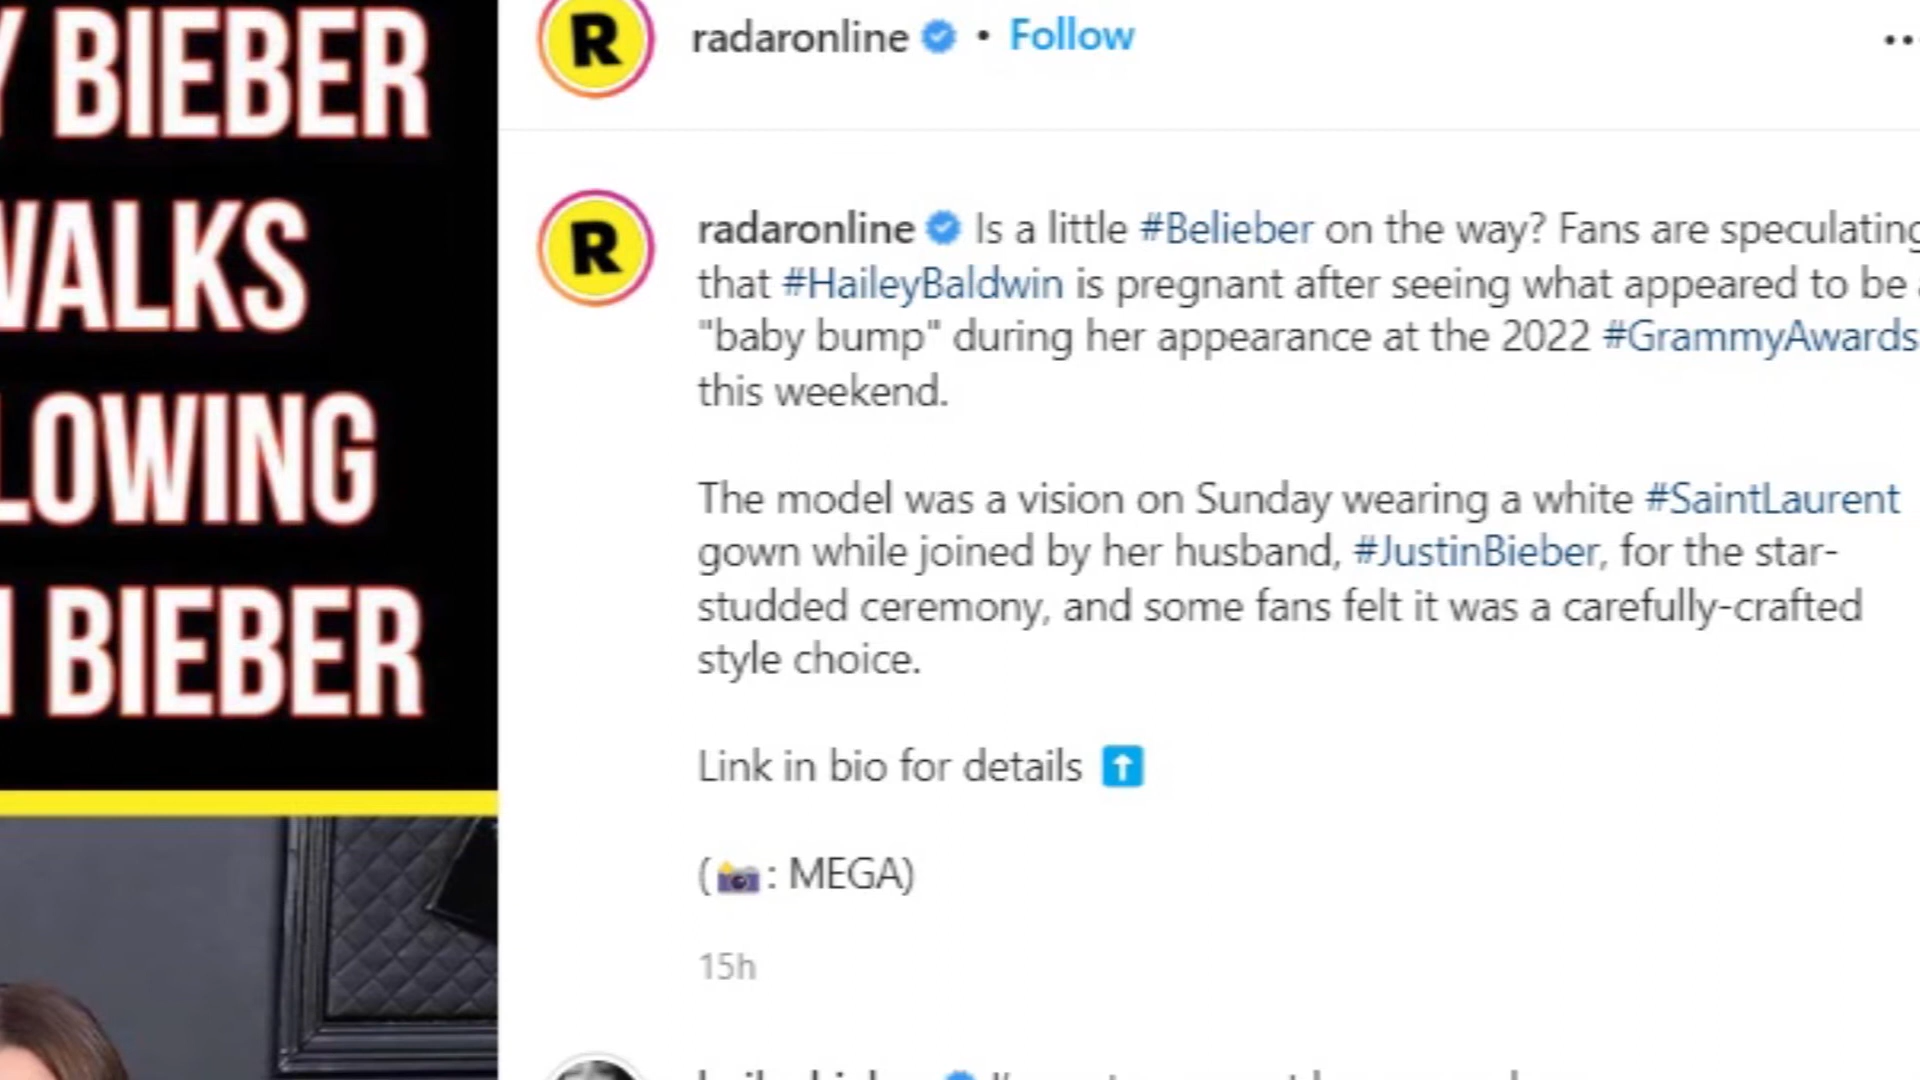 BIEBER
WALKS
LOWING
BIEBER
radaronline • Follow
radaronline Is a little #Belieber on the way? Fans are speculating
that #HaileyBaldwin is pregnant after seeing what appeared to be a
"baby bump" during her appearance at the 2022 #GrammyAwards
this weekend.
The model was a vision on Sunday wearing a white #SaintLaurent
gown while joined by her husband, #JustinBieber, for the star-
studded ceremony, and some fans felt it was a carefully-crafted
style choice.
Link in bio for details
(📸: MEGA)
15h